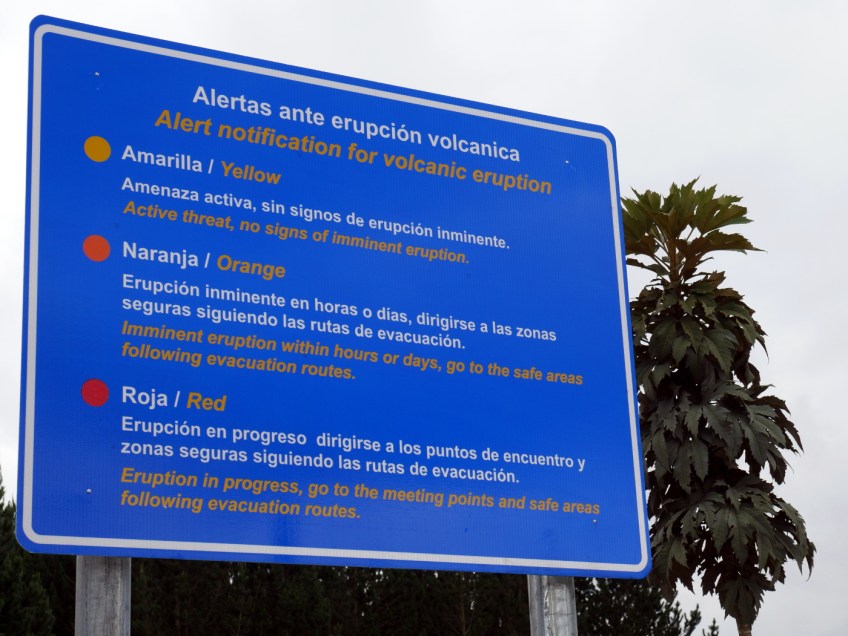 Alertas ante erupción volcanica
Alert notification for volcanic eruption
Amarilla / Yellow
Amenaza activa, sin signos de erupción inminente.
Active threat, no signs of imminent eruption.
Naranja / Orange
Erupción inminente en horas o días, dirigirse a las zonas
seguras siguiendo las rutas de evacuación.
Imminent eruption within hours or days, go to the safe areas
following evacuation routes.
Roja / Red
Erupción en progreso dirigirse a los puntos de encuentro y
zonas seguras siguiendo las rutas de evacuación.
Eruption in progress, go to the meeting points and safe areas
following evacuation routes.